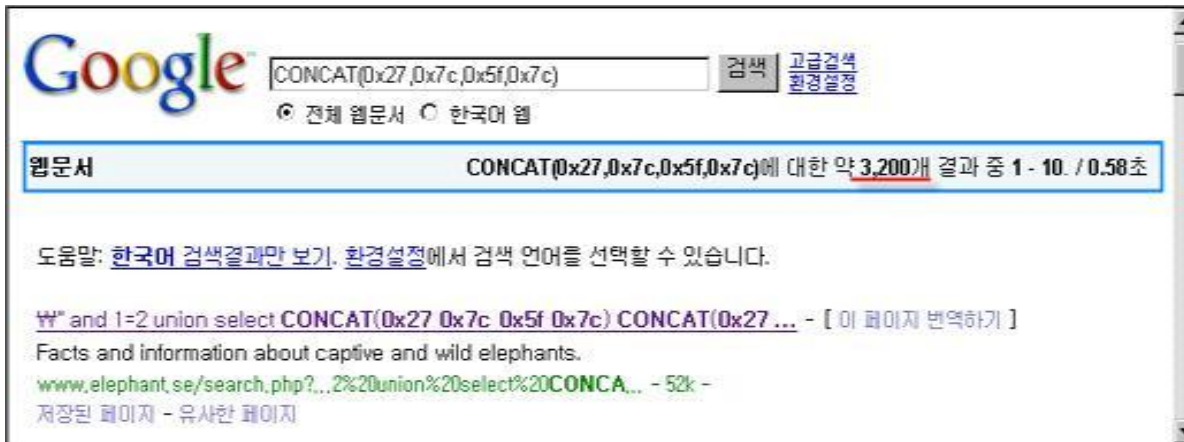 Google™ CONCAT(0x27,0x7c,0x5f,0x7c) 검색 고급검색
환경설정
전체 웹문서 한국어 웹
웹문서 CONCAT(0x27,0x7c,0x5f,0x7c)에 대한 약 3,200개 결과 중 1 - 10. / 0.58초
도움말: 한국어 검색결과만 보기. 환경설정에서 검색 언어를 선택할 수 있습니다.
₩" and 1=2 union select CONCAT(0x27 0x7c 0x5f 0x7c) CONCAT(0x27 ... - [ 이 페이지 번역하기 ]
Facts and information about captive and wild elephants.
www.elephant.se/search.php?...2%20union%20select%20CONCA... - 52k -
저장된 페이지 - 유사한 페이지